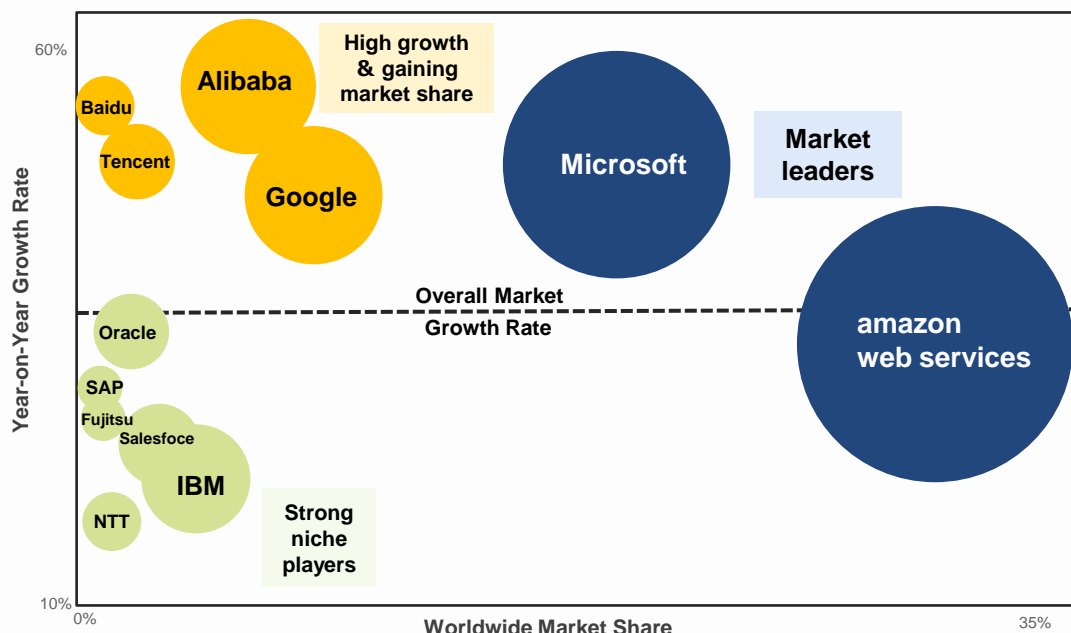 60%
High growth
& gaining
market share
Alibaba
Baidu
Tencent
Google
Microsoft
Market
leaders
Year-on-Year Growth Rate
Overall Market
Growth Rate
Oracle
amazon
web services
SAP
Fujitsu
Salesfoce
IBM
NTT
Strong
niche
players
10%
0%
35%
Worldwide Market Share